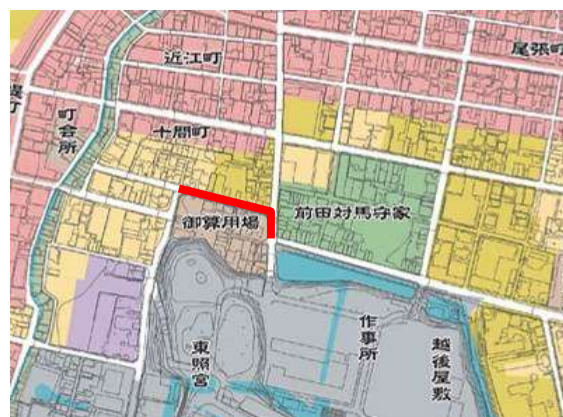 近江町
尾張町
町会所
十間町
御算用場
前田対馬守家
東照宮
作事所
越後屋敷